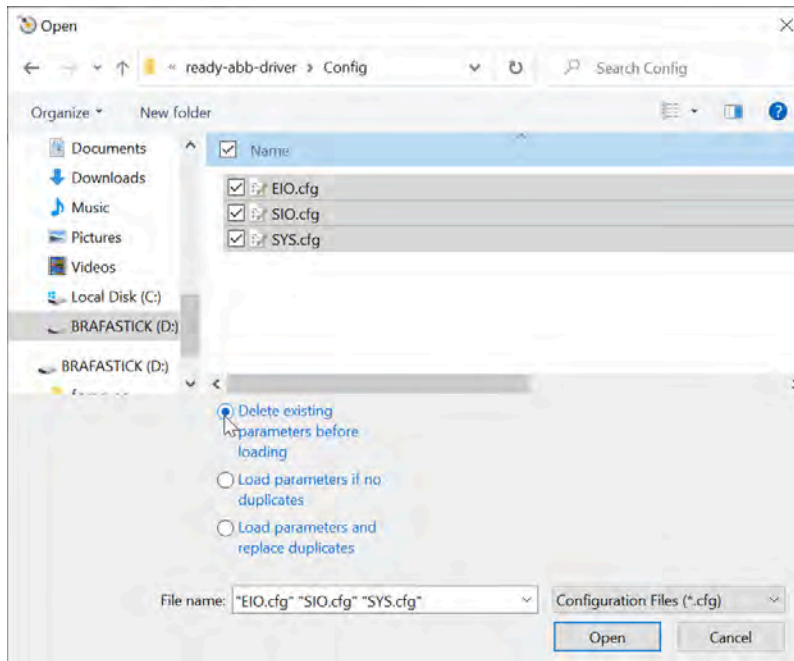 Open
« ready-abb-driver › Config
Search Config
Organize
New folder
Documents
Downloads
Music
Pictures
Videos
Local Disk (C:)
BRAFASTICK (D:)
BRAFASTICK (D:)
Name
EIO.cfg
SIO.cfg
SYS.cfg
Delete existing
parameters before
loading
Load parameters if no
duplicates
Load parameters and
replace duplicates
File name: "EIO.cfg" "SIO.cfg" "SYS.cfg"
Configuration Files (*.cfg)
Open
Cancel